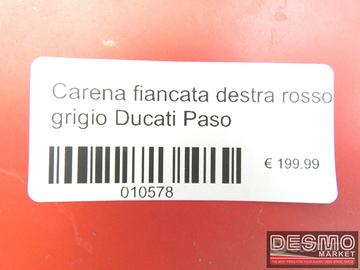 Carena fiancata destra rosso
grigio Ducati Paso
€ 199.99
010578
DESMO
MARKET